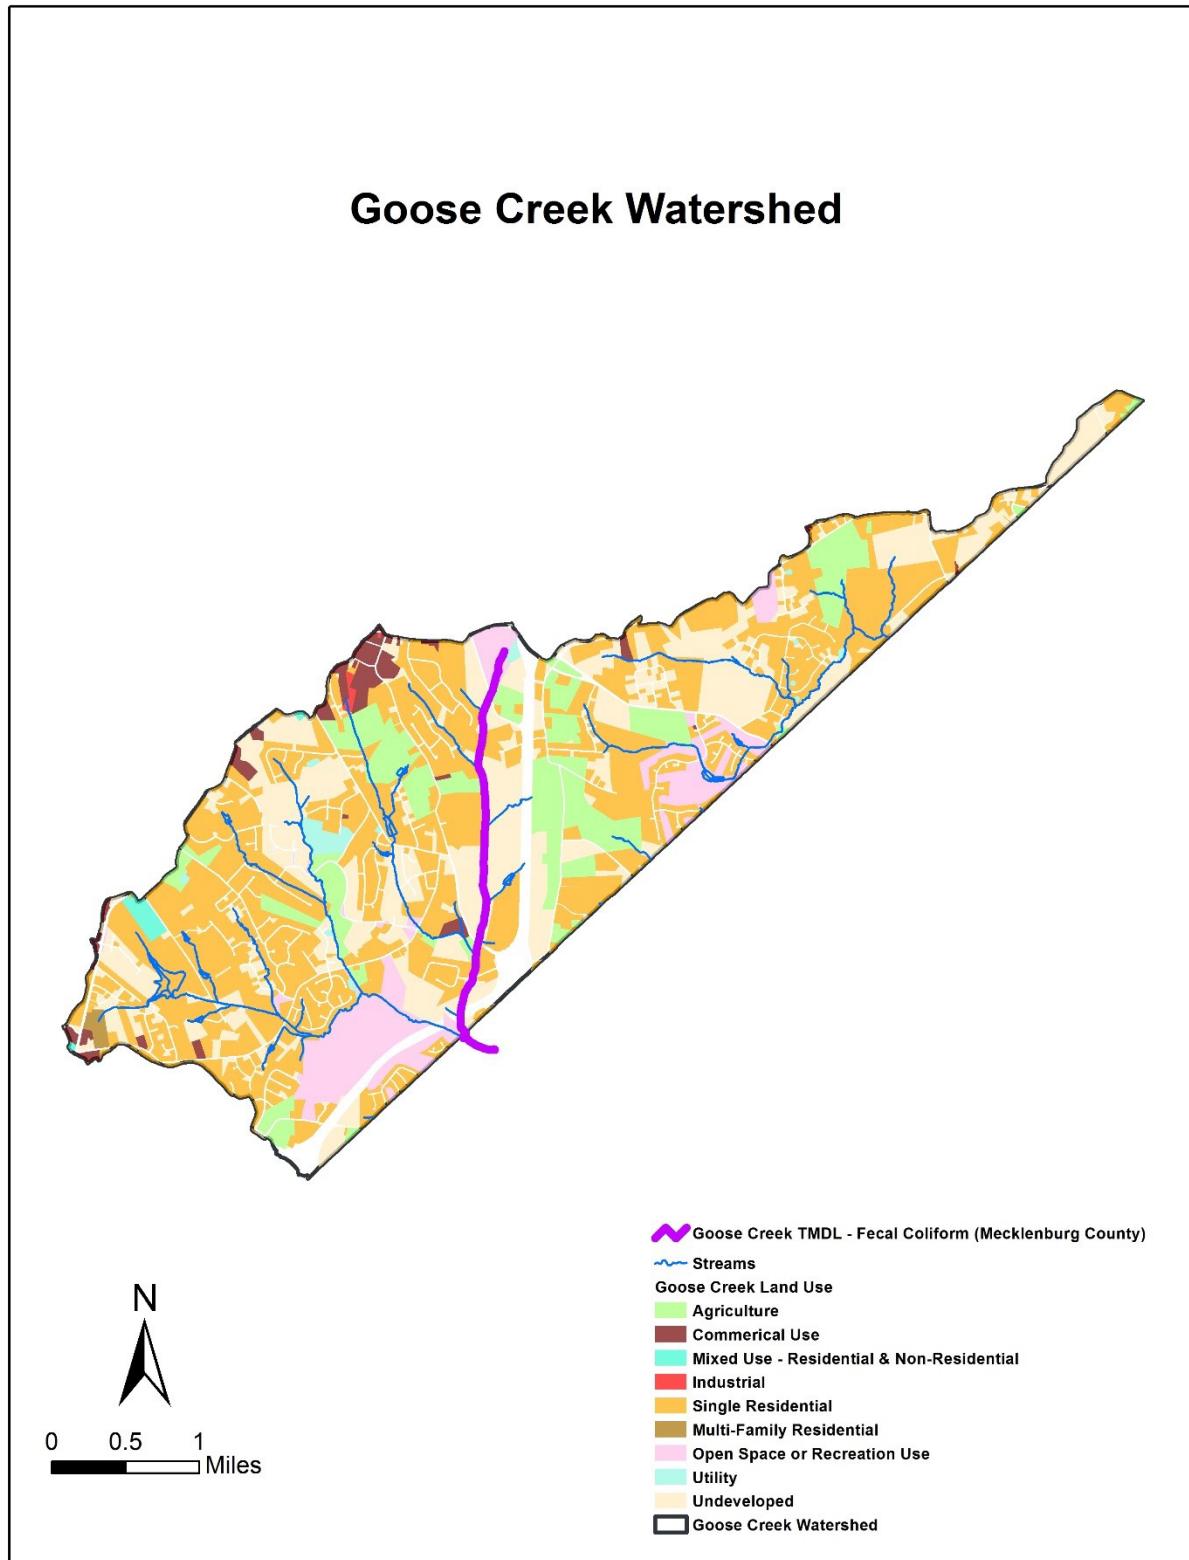 Goose Creek Watershed
Goose Creek TMDL - Fecal Coliform (Mecklenburg County)
Streams
Goose Creek Land Use
Agriculture
Commerical Use
Mixed Use - Residential & Non-Residential
Industrial
Single Residential
Multi-Family Residential
Open Space or Recreation Use
Utility
Undeveloped
Goose Creek Watershed
N
0 0.5 1
Miles